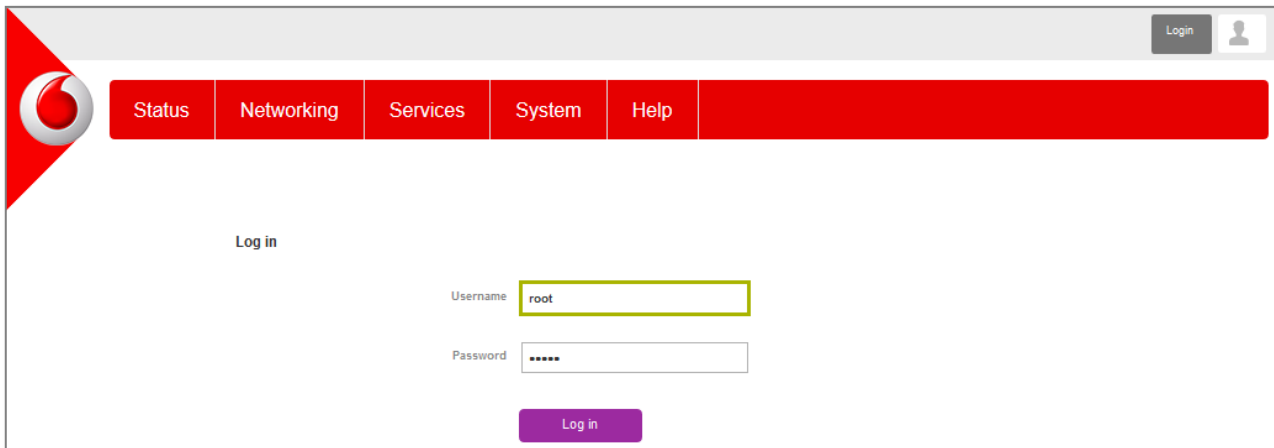 Login
Status Networking Services System Help
Log in
Username root
Password •••••
Log in